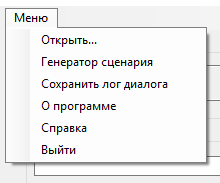 Меню
Открыть...
Генератор сценария
Сохранить лог диалога
О программе
Справка
Выйти